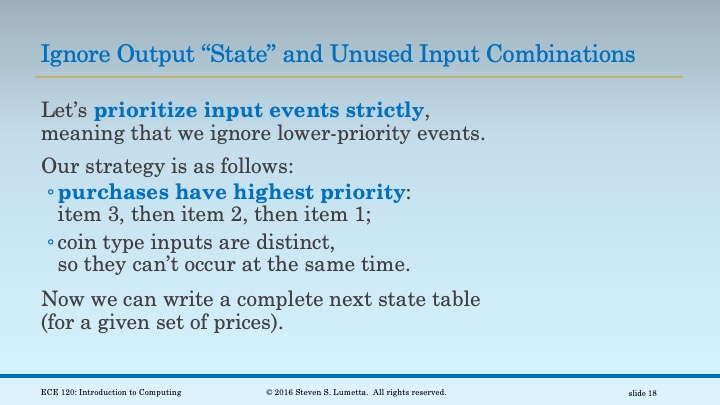 Ignore Output “State” and Unused Input Combinations
Let’s prioritize input events strictly,
meaning that we ignore lower-priority events.
Our strategy is as follows:
◦purchases have highest priority:
item 3, then item 2, then item 1;
◦coin type inputs are distinct,
so they can’t occur at the same time.
Now we can write a complete next state table
(for a given set of prices).
ECE 120: Introduction to Computing
© 2016 Steven S. Lumetta.  All rights reserved.
slide 18